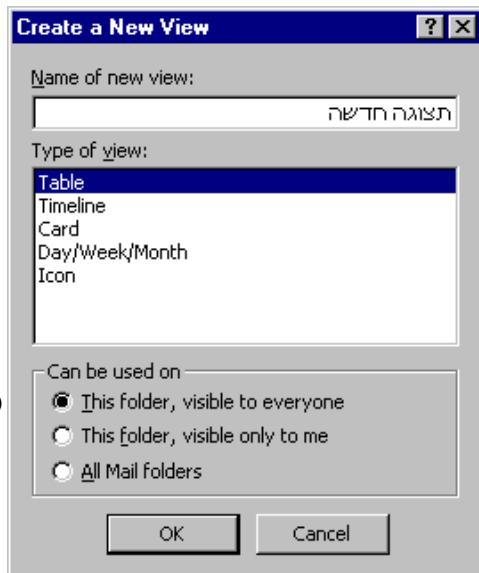 Create a New View
Name of new view:
תצוגה חדשה
Type of view:
Table
Timeline
Card
Day/Week/Month
Icon
Can be used on
This folder, visible to everyone
This folder, visible only to me
All Mail folders
OK Cancel